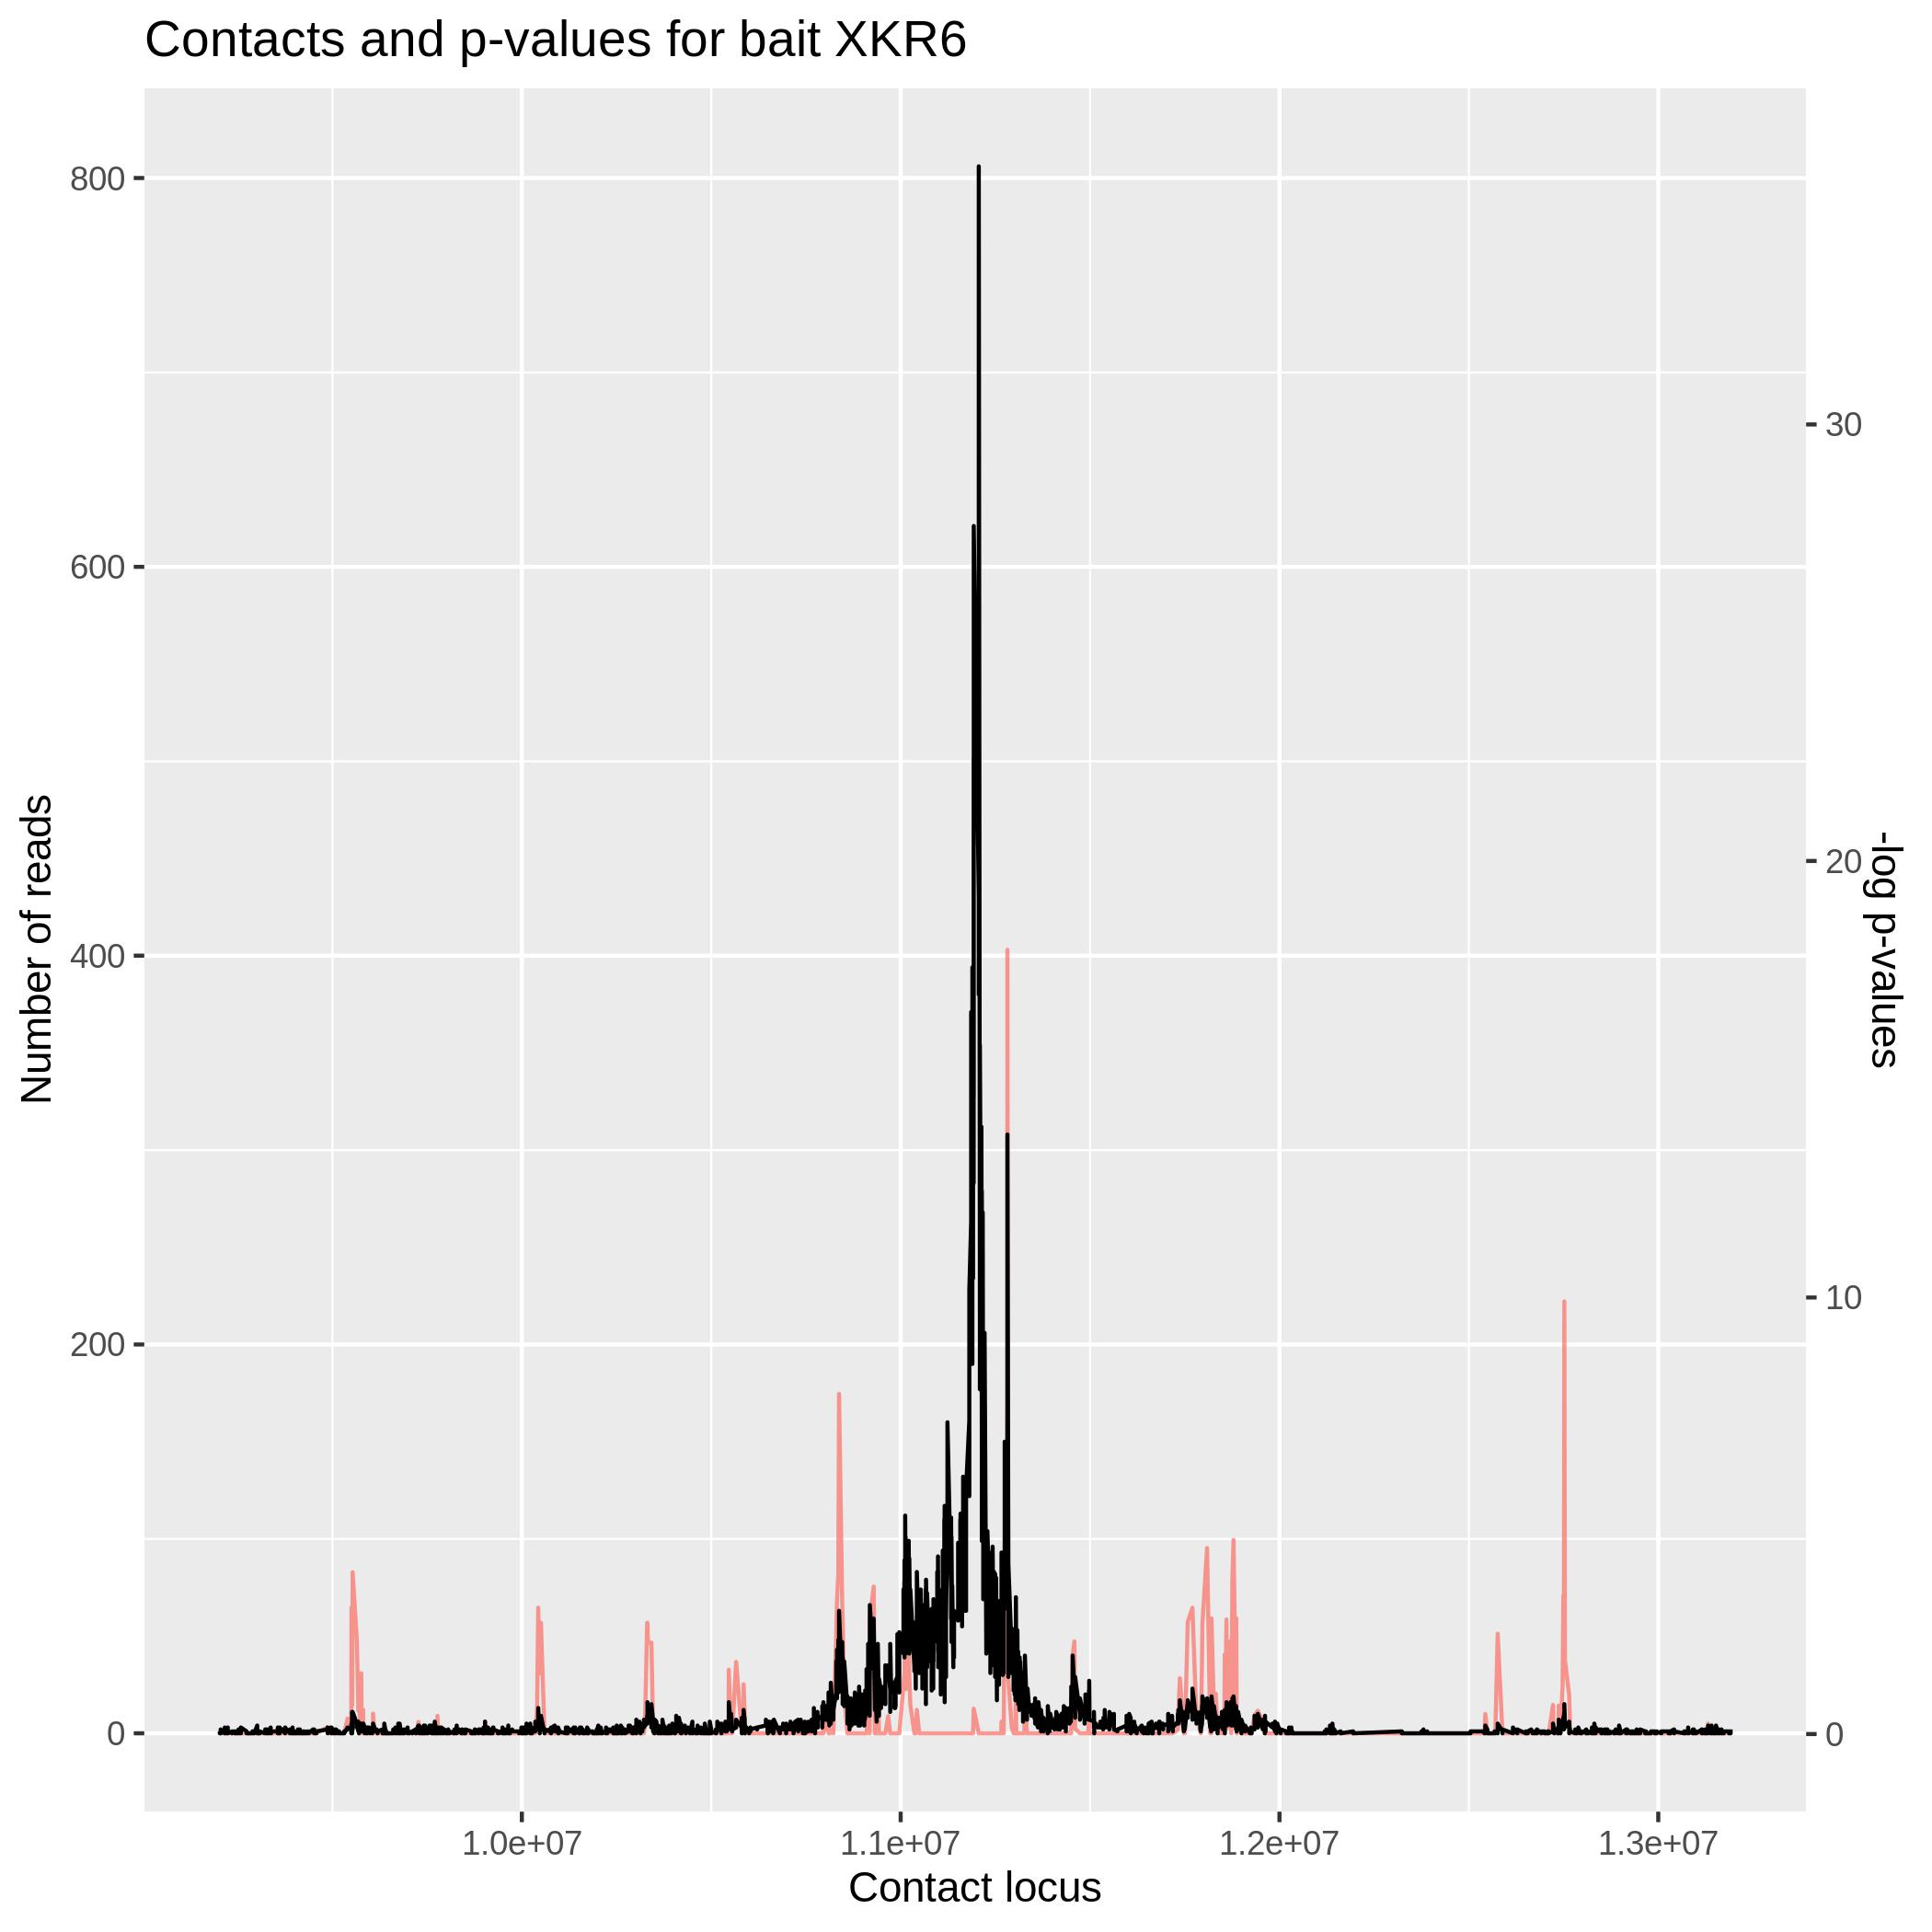 Contacts and p-values for bait XKR6
800
600
400
200
0
Number of reads
30
20
10
0
-log p-values
1.0e+07
1.1e+07
1.2e+07
1.3e+07
Contact locus